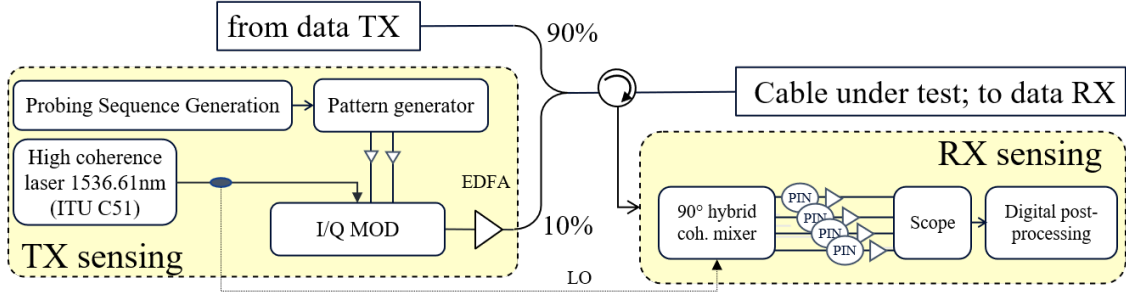 from data TX
90%
Probing Sequence Generation
Pattern generator
Cable under test; to data RX
High coherence
laser 1536.61nm
(ITU C51)
EDFA
RX sensing
I/Q MOD
10%
TX sensing
90° hybrid
coh. mixer
PIN
PIN
PIN
PIN
Scope
Digital post-
processing
LO